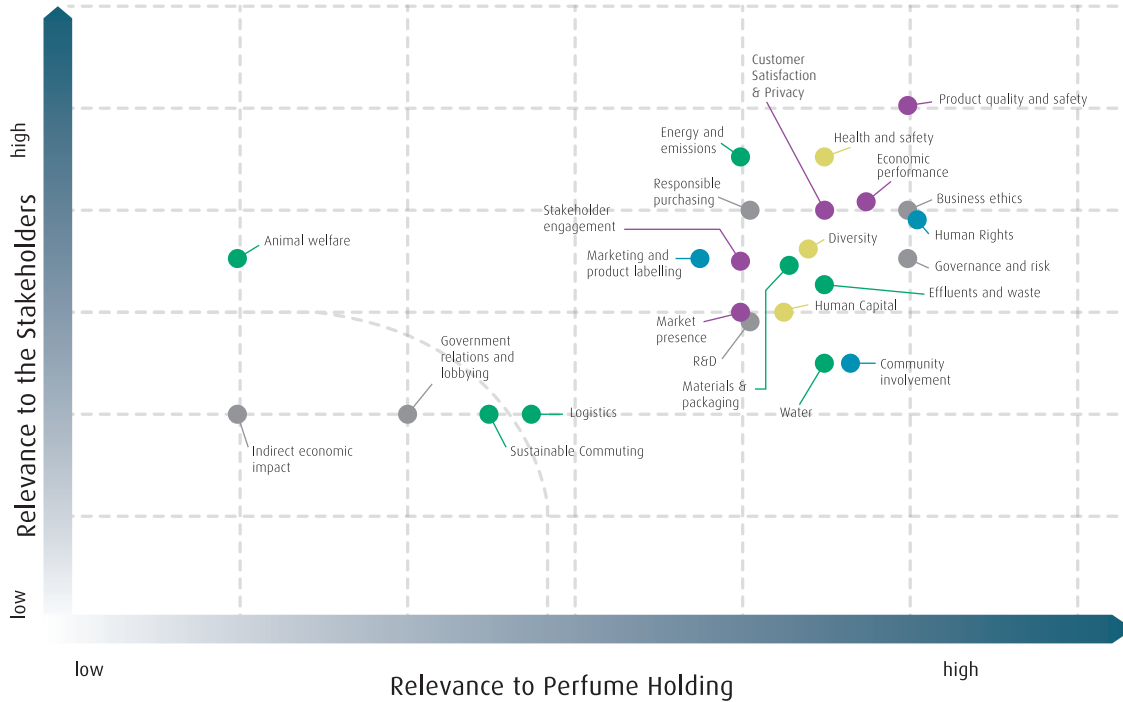 Customer
Satisfaction
& Privacy
Product quality and safety
Energy and
emissions
Health and safety
Economic
performance
Responsible
purchasing
Business ethics
Stakeholder
engagement
Human Rights
Animal welfare
Diversity
Marketing and
product labelling
Governance and risk
Effluents and waste
Human Capital
Market
presence
Government
relations and
lobbying
R&D
Community
involvement
Materials &
packaging
Water
Logistics
Indirect economic
impact
Sustainable Commuting
high
Relevance to the Stakeholders
low
low
high
Relevance to Perfume Holding